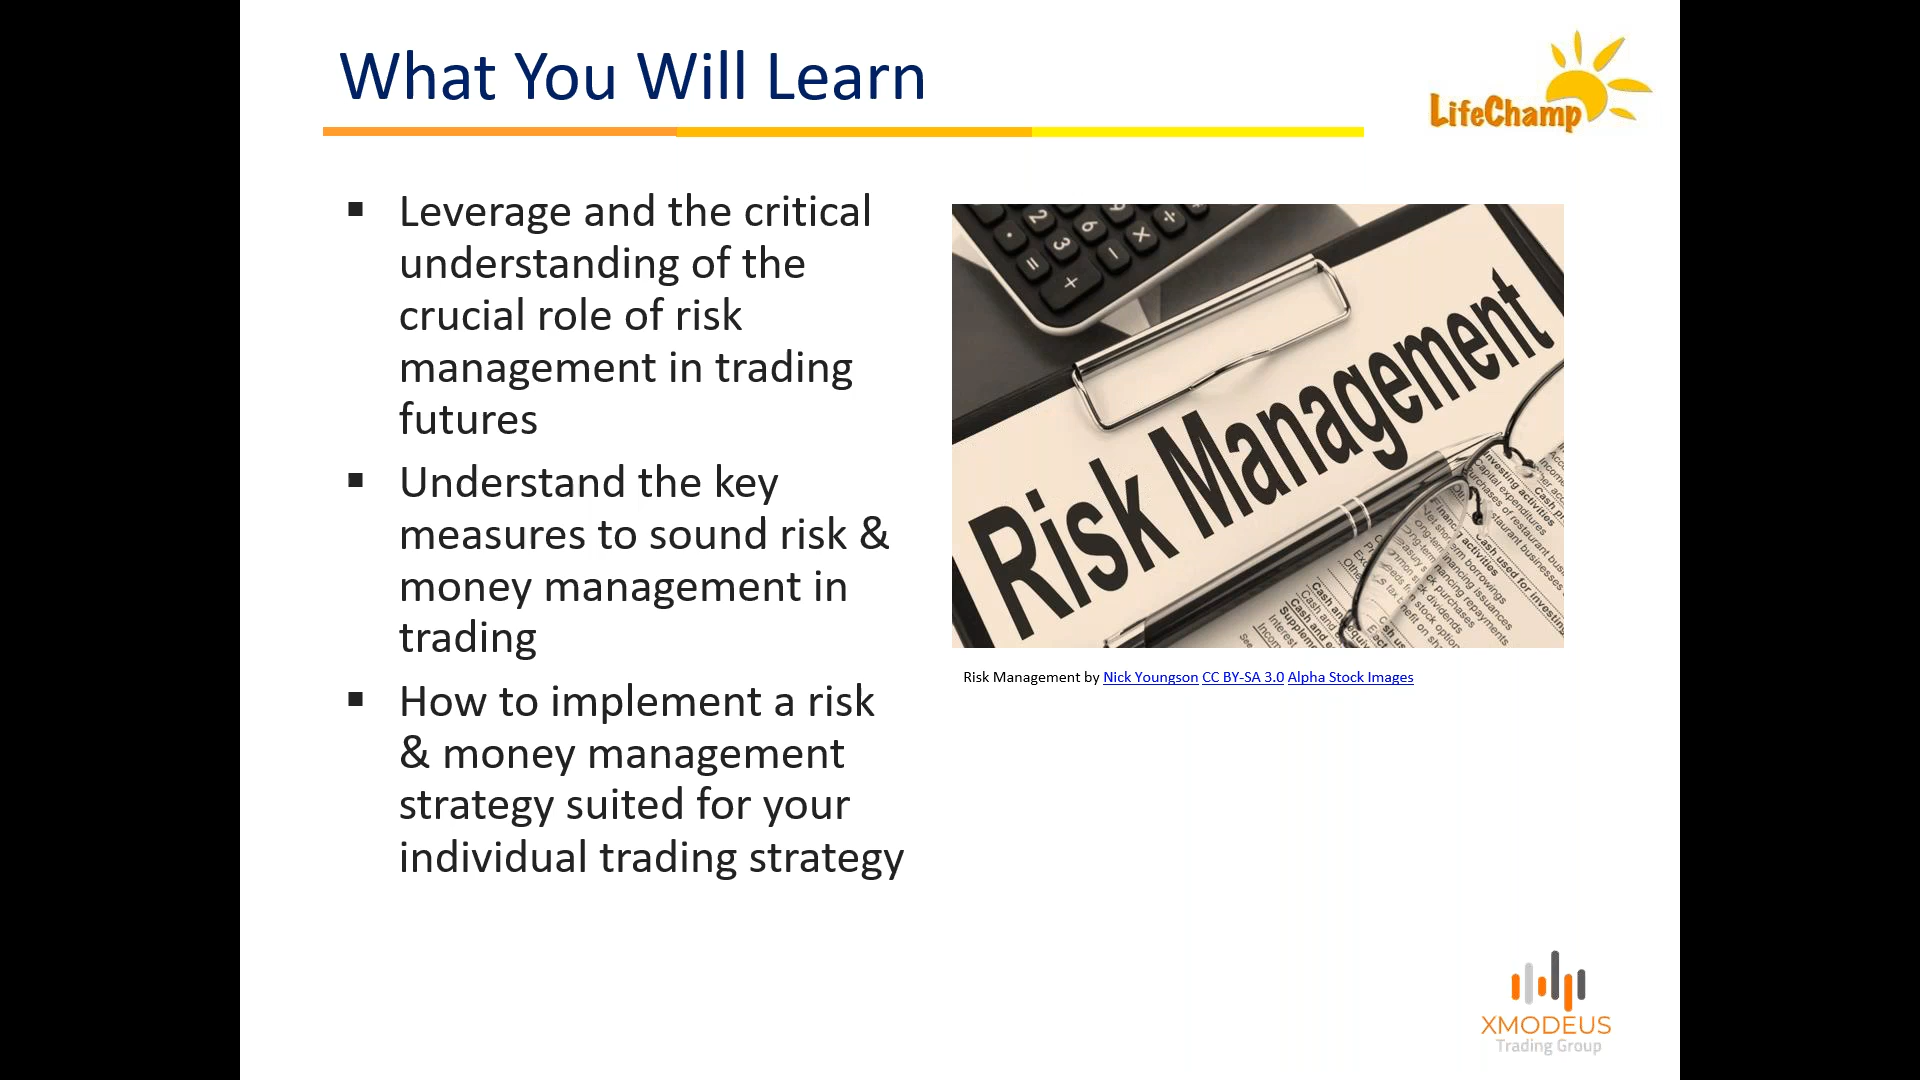 What You Will Learn
LifeChamp
▪ Leverage and the critical
understanding of the
crucial role of risk
management in trading
futures
▪ Understand the key
measures to sound risk &
money management in
trading
▪ How to implement a risk
& money management
strategy suited for your
individual trading strategy
Risk Management
Risk Management by Nick Youngson CC BY-SA 3.0 Alpha Stock Images
XMODEUS
Trading Group